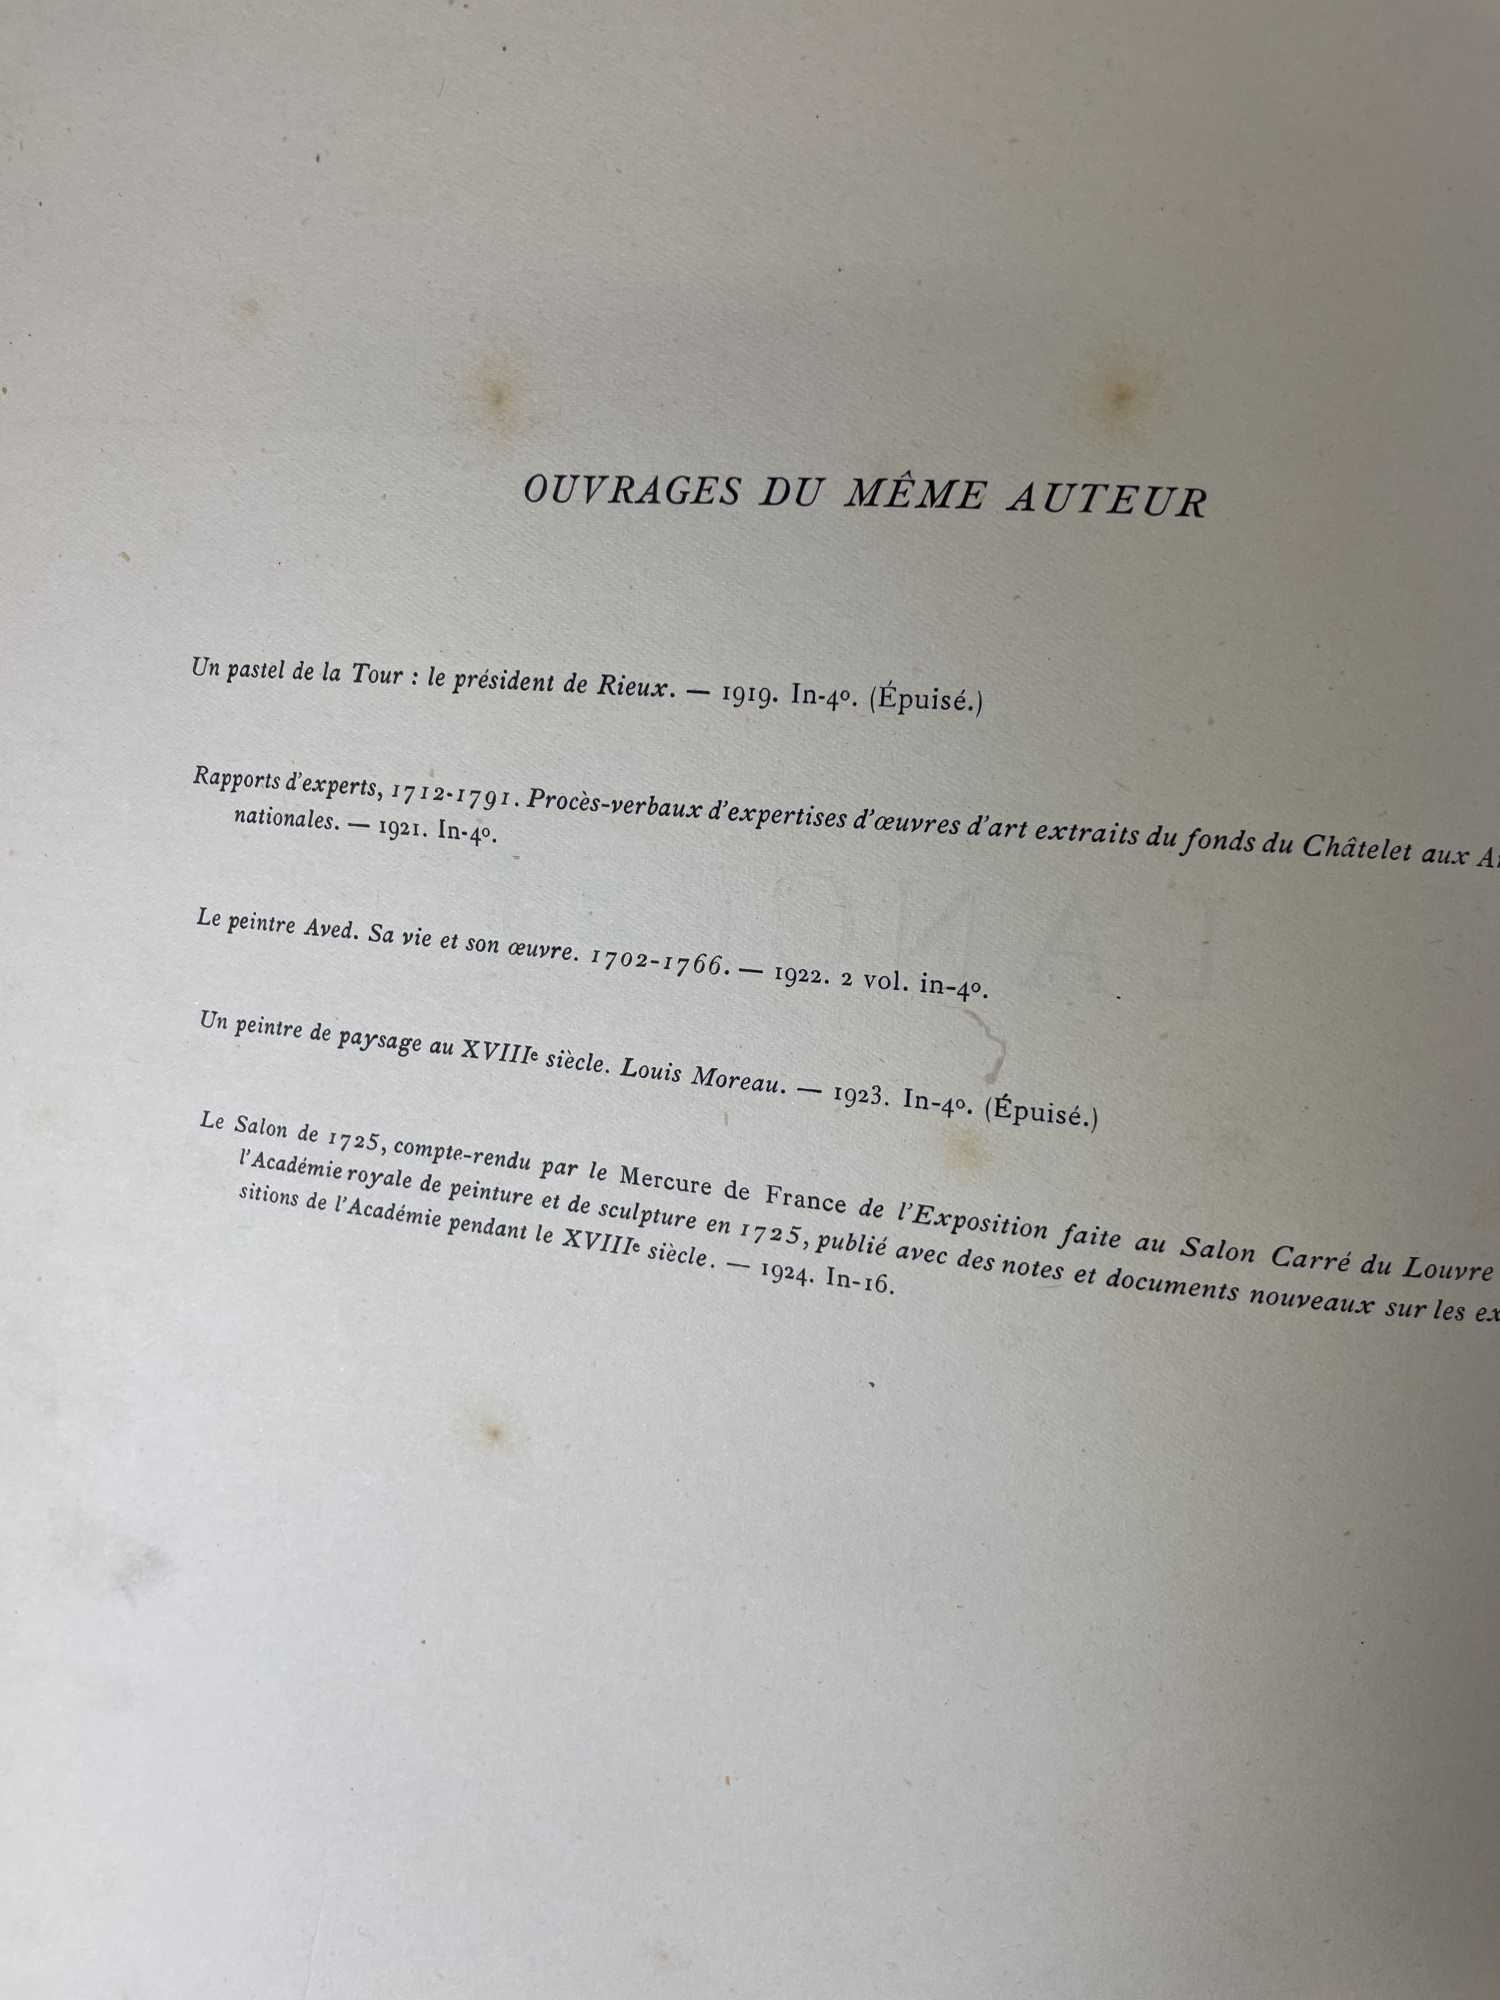 OUVRAGES DU MÊME AUTEUR
Un pastel de la Tour : le président de Rieux. — 1919. In-4º. (Épuisé.)
Rapports d'experts, 1712-1791. Procès-verbaux d'expertises d'œuvres d'art extraits du fonds du Châtelet aux
nationales. — 1921. In-4º.
Le peintre Aved. Sa vie et son œuvre. 1702-1766. — 1922. 2 vol. in-4º.
Un peintre de paysage au XVIIIe siècle. Louis Moreau. — 1923. In-4º. (Épuisé.)
Le Salon de 1725, compte-rendu par le Mercure de France de l'Exposition faite au Salon Carré du Louvre
l'Académie royale de peinture et de sculpture en 1725, publié avec des notes et documents nouveaux sur les
sitions de l'Académie pendant le XVIIIe siècle. — 1924. In-16.